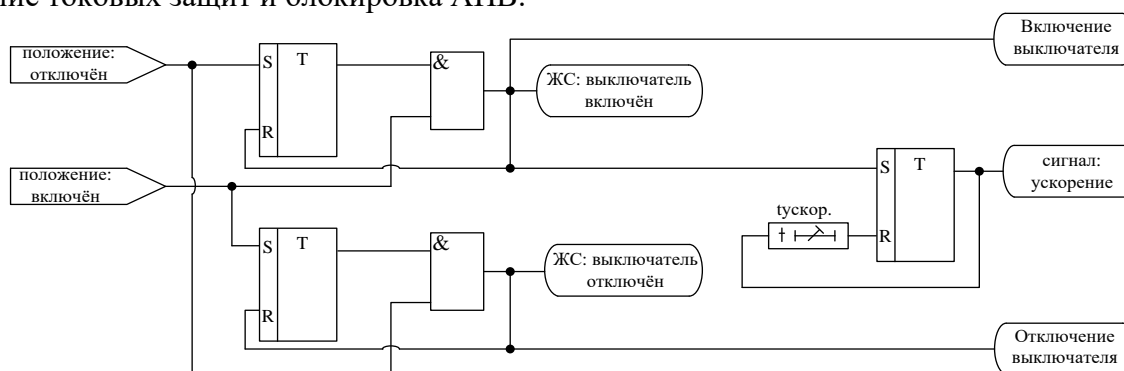 ние токовых защит и блокировка АПВ.
положение:
отключён
S
T
R
&
ЖС: выключатель
включён
Включение
выключателя
положение:
включён
S
T
R
&
ЖС: выключатель
отключён
tускор.
S
T
R
сигнал:
ускорение
Отключение
выключателя